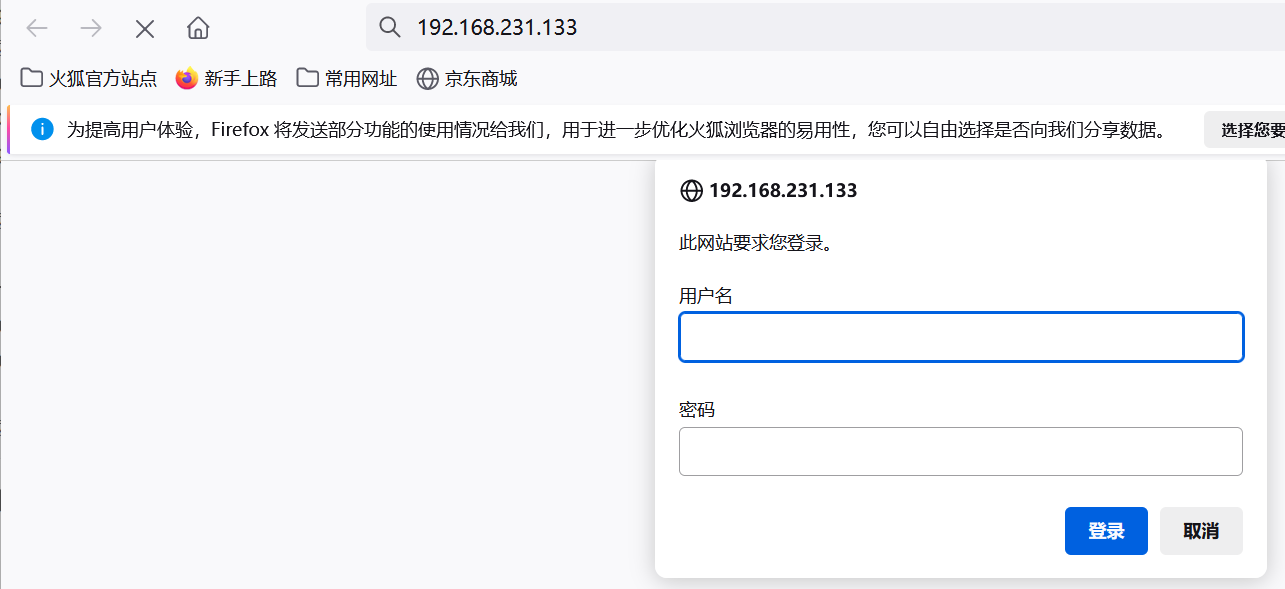 192.168.231.133
火狐官方站点 新手上路 常用网址 京东商城
为提高用户体验，Firefox 将发送部分功能的使用情况给我们，用于进一步优化火狐浏览器的易用性，您可以自由选择是否向我们分享数据。 选择您要
192.168.231.133
此网站要求您登录。
用户名
密码
登录 取消